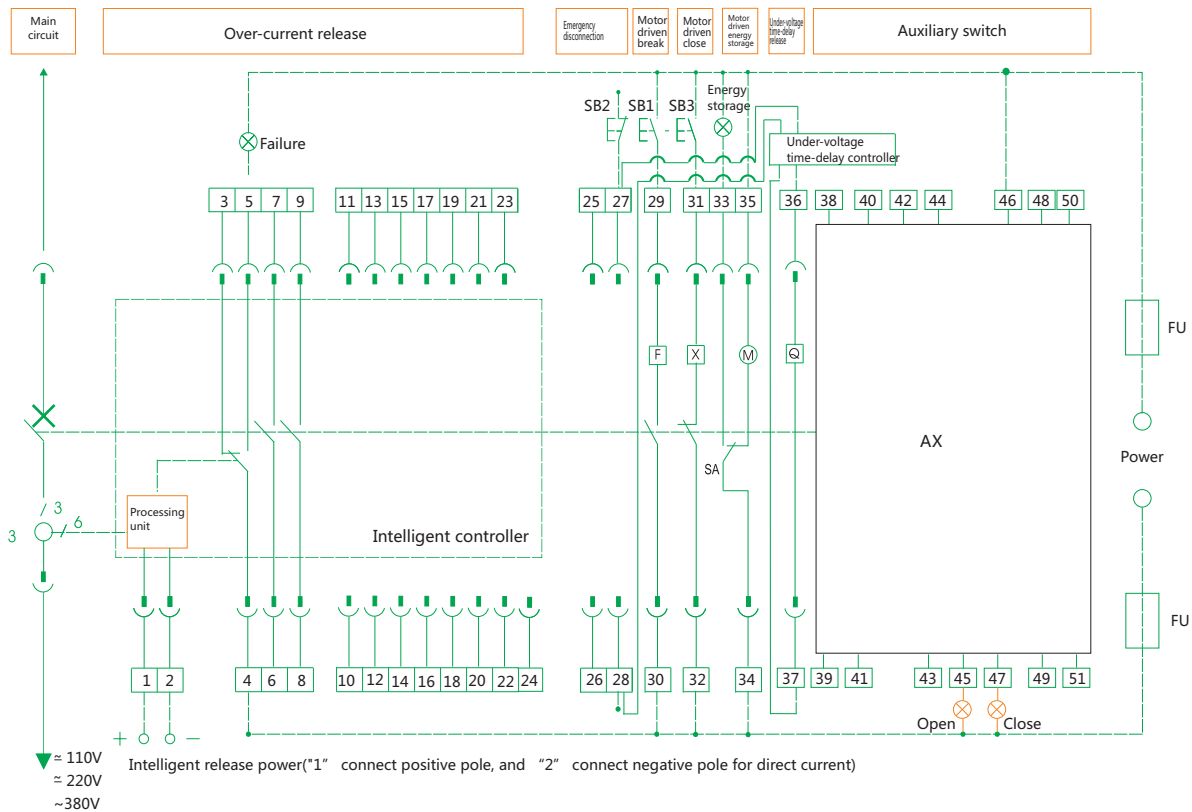 Main
circuit
Over-current release
Emergency
disconnection
Motor
driven
break
Motor
driven
close
Motor
driven
energy
storage
Under-voltage
time-delay
release
Auxiliary switch
SB2
SB1
SB3
Energy
storage
Failure
Under-voltage
time-delay controller
3 5 7 9
11 13 15 17 19 21 23
25 27
29
31 33 35
36
38
40
42
44
46
48
50
FU
F
X
M
Q
AX
Power
SA
3
3
6
Processing
unit
Intelligent controller
FU
1 2
4 6 8
10 12 14 16 18 20 22 24
26 28
30
32
34
37
39
41
43
45
47
49
51
Open
Close
+ −
≃ 110V
Intelligent release power("1" connect positive pole, and “2” connect negative pole for direct current)
≃ 220V
~380V